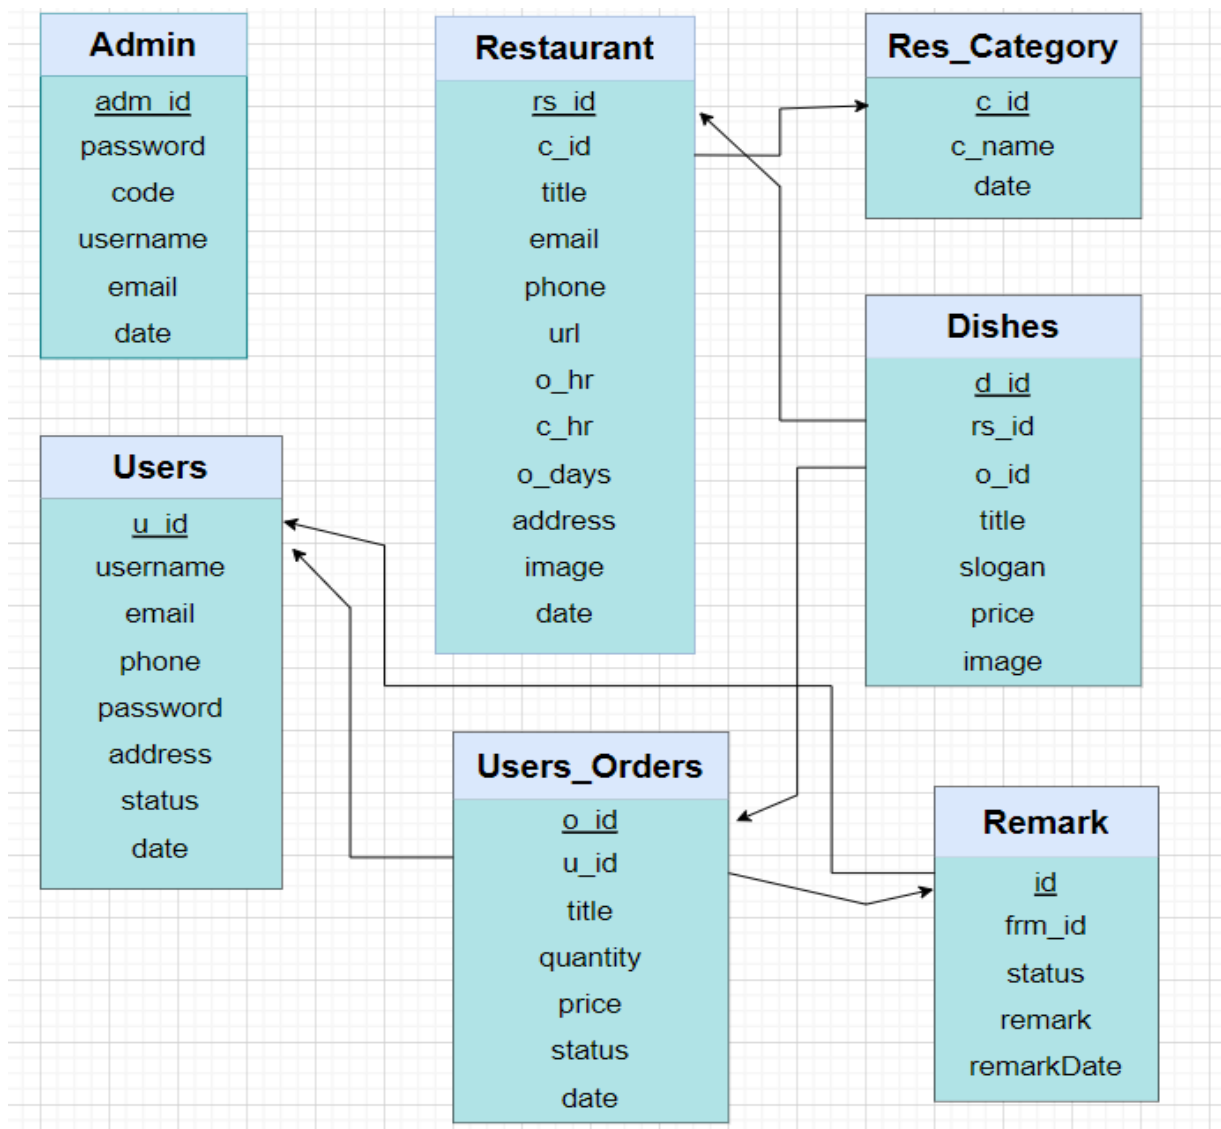 Admin
adm_id
password
code
username
email
date
Restaurant
rs_id
c_id
title
email
phone
url
o_hr
c_hr
o_days
address
image
date
Res_Category
c_id
c_name
date
Dishes
d_id
rs_id
o_id
title
slogan
price
image
Users
u_id
username
email
phone
password
address
status
date
Users_Orders
o_id
u_id
title
quantity
price
status
date
Remark
id
frm_id
status
remark
remarkDate